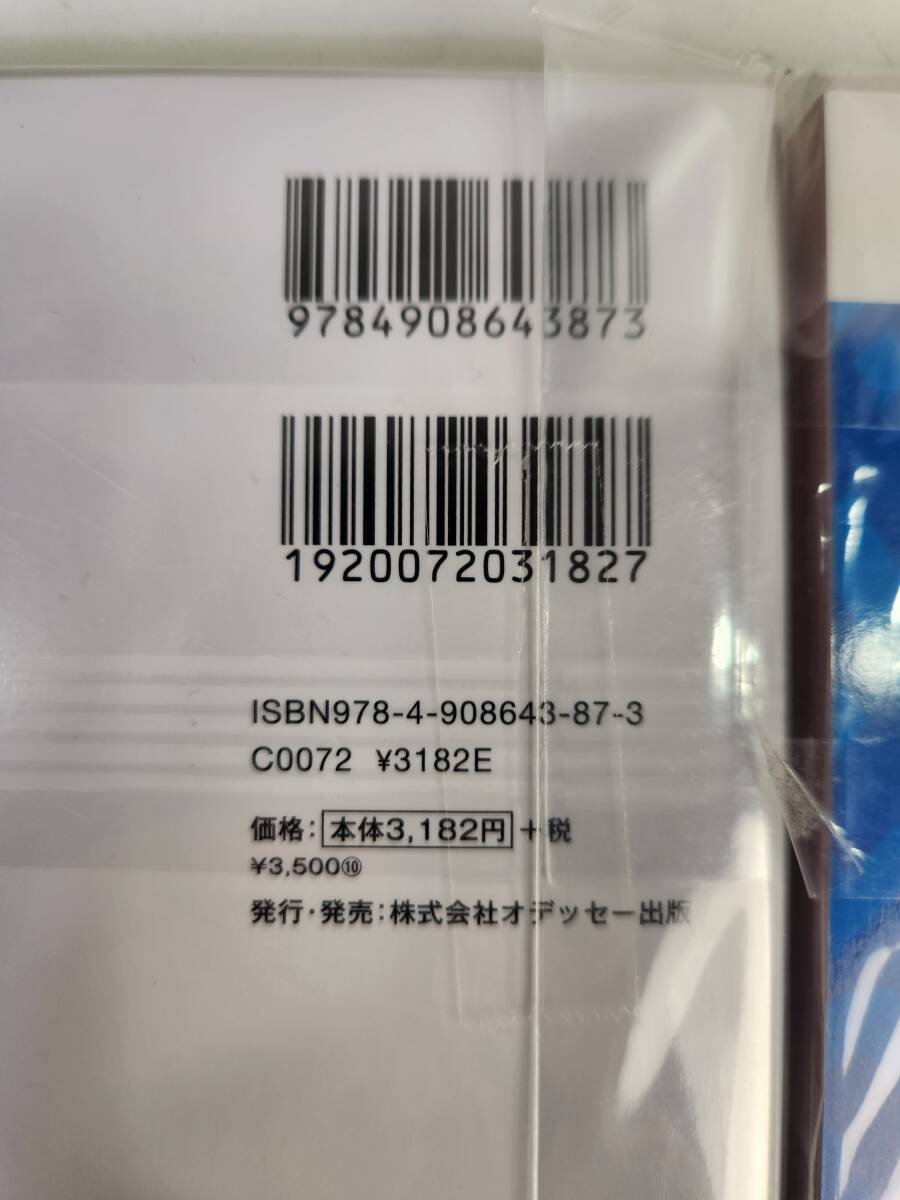 9784908643873
1920072031827
ISBN978-4-908643-87-3
C0072 ¥3182E
価格：本体3,182円＋税
¥3,500⑩
発行・発売：株式会社オデッセー出版